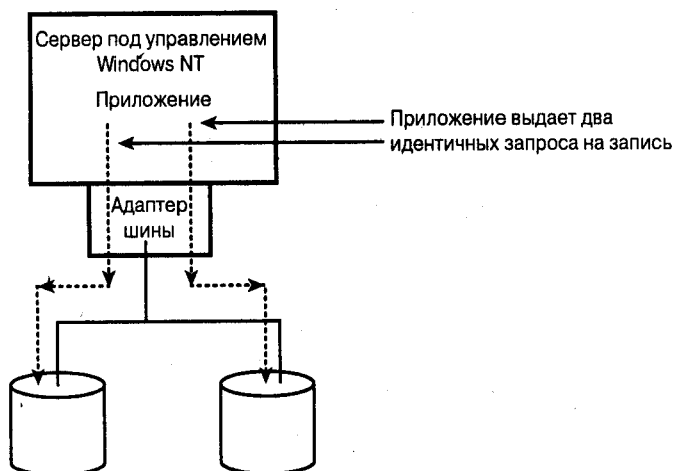 Сервер под управлением
Windows NT
Приложение
Приложение выдает два
идентичных запроса на запись
Адаптер
шины